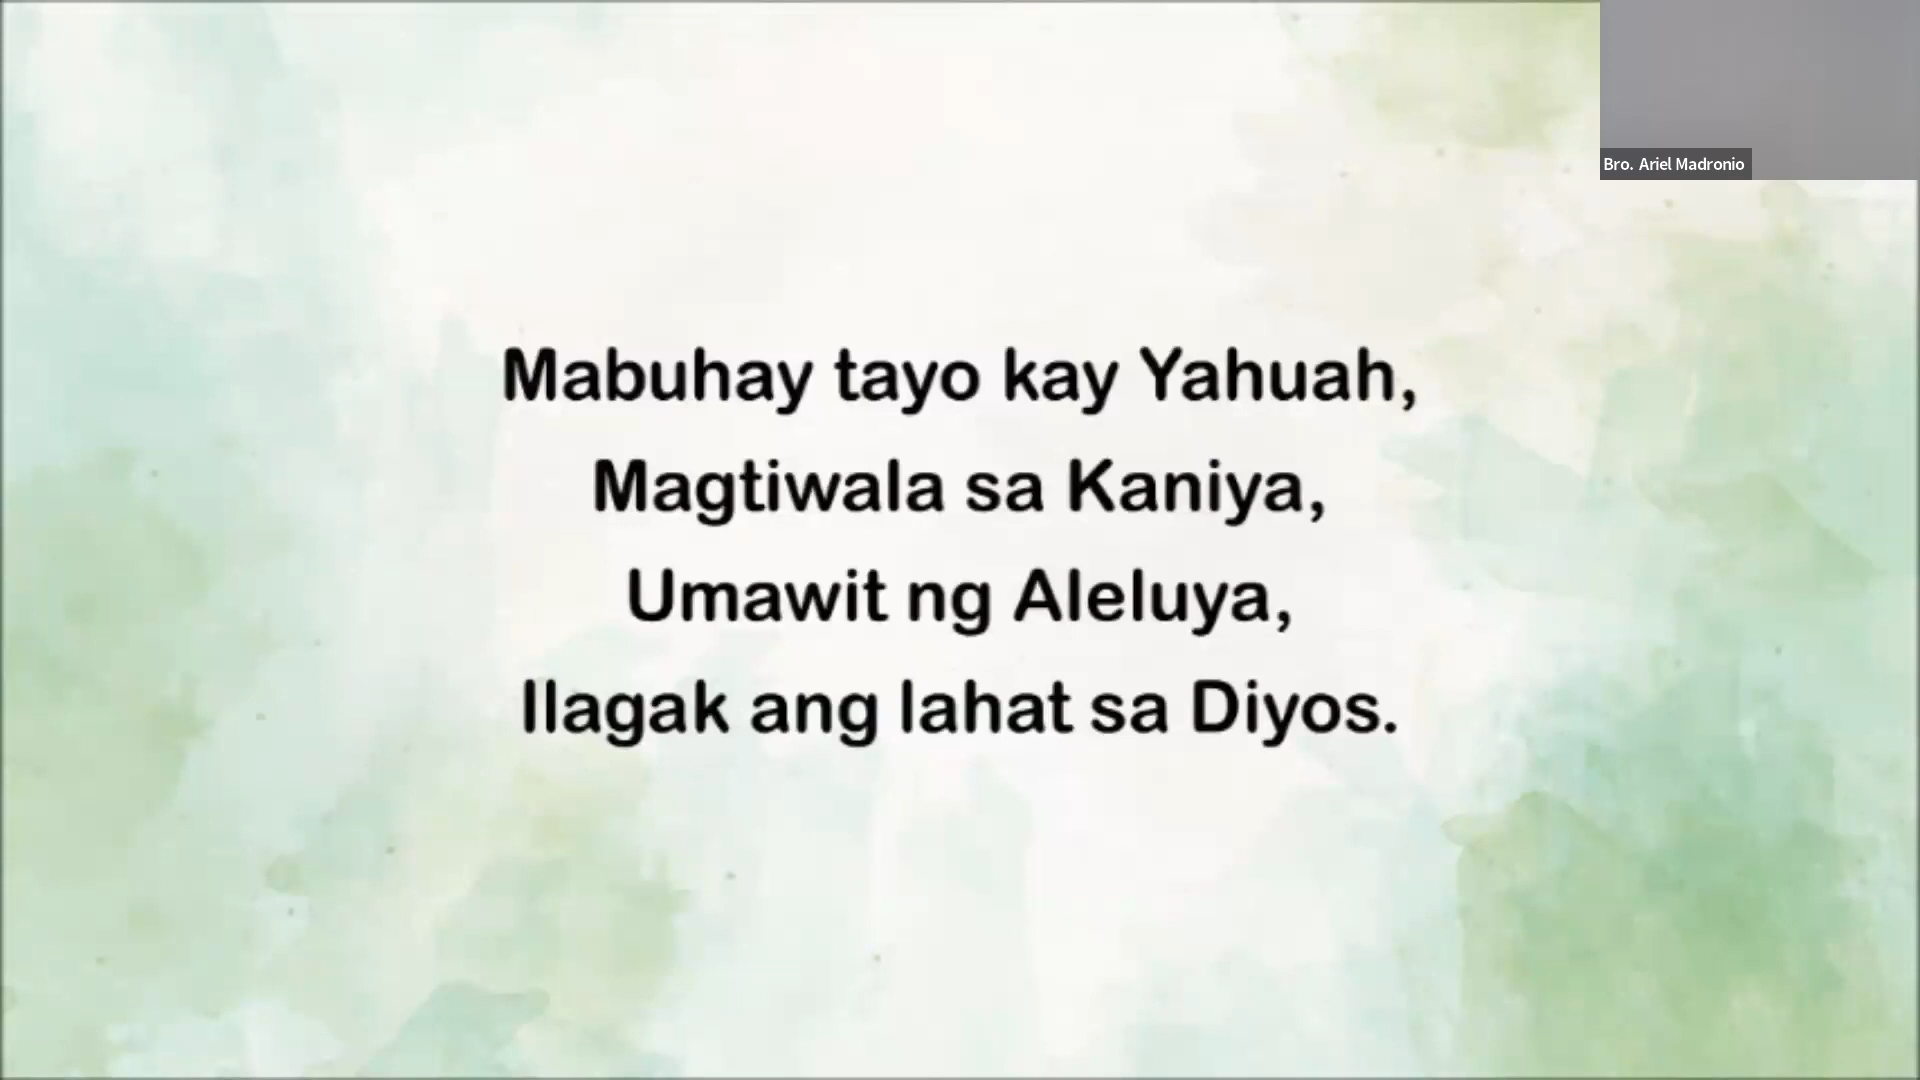 Bro. Ariel Madronio
Mabuhay tayo kay Yahuah,
Magtiwala sa Kaniya,
Umawit ng Aleluya,
Ilagak ang lahat sa Diyos.